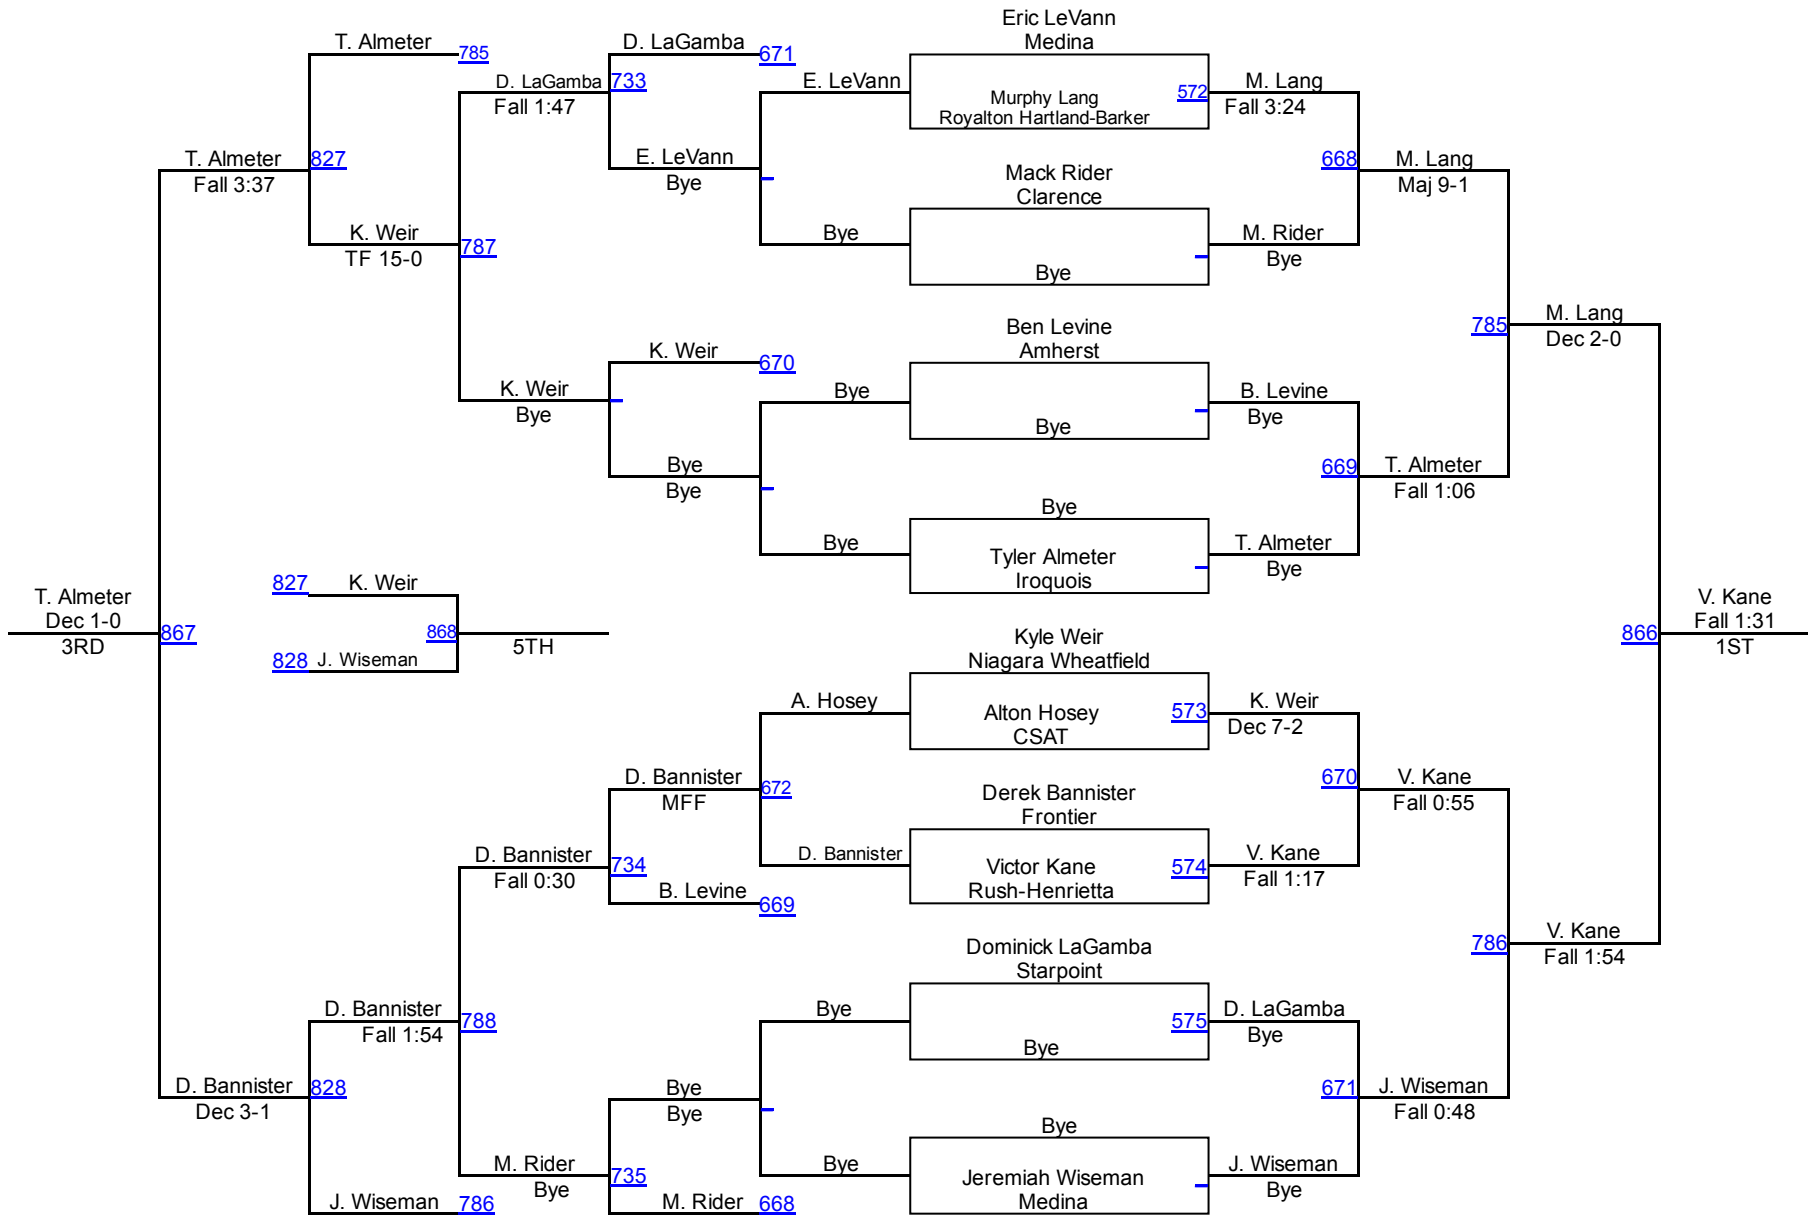 Eric LeVann
Medina
T. Almeter
785
D. LaGamba
671
D. LaGamba
733
Fall 1:47
E. LeVann
Murphy Lang
Royalton Hartland-Barker
572
M. Lang
Fall 3:24
T. Almeter
827
Fall 3:37
E. LeVann
Bye
Mack Rider
Clarence
668
M. Lang
Maj 9-1
K. Weir
787
TF 15-0
Bye
Bye
M. Rider
Bye
Ben Levine
Amherst
785
M. Lang
Dec 2-0
K. Weir
670
K. Weir
Bye
Bye
Bye
B. Levine
Bye
Bye
Bye
669
T. Almeter
Fall 1:06
Bye
Bye
Tyler Almeter
Iroquois
T. Almeter
Bye
827
K. Weir
T. Almeter
Dec 1-0
3RD
867
868
5TH
828
J. Wiseman
V. Kane
Fall 1:31
1ST
866
Kyle Weir
Niagara Wheatfield
A. Hosey
Alton Hosey
CSAT
573
K. Weir
Dec 7-2
D. Bannister
MFF
672
Derek Bannister
Frontier
670
V. Kane
Fall 0:55
D. Bannister
Fall 0:30
734
D. Bannister
Victor Kane
Rush-Henrietta
574
V. Kane
Fall 1:17
B. Levine
669
Dominick LaGamba
Starpoint
786
V. Kane
Fall 1:54
D. Bannister
Fall 1:54
788
Bye
Bye
575
D. LaGamba
Bye
D. Bannister
828
Dec 3-1
Bye
Bye
671
J. Wiseman
Fall 0:48
Bye
M. Rider
Bye
735
Bye
Jeremiah Wiseman
Medina
J. Wiseman
Bye
J. Wiseman
786
M. Rider
668